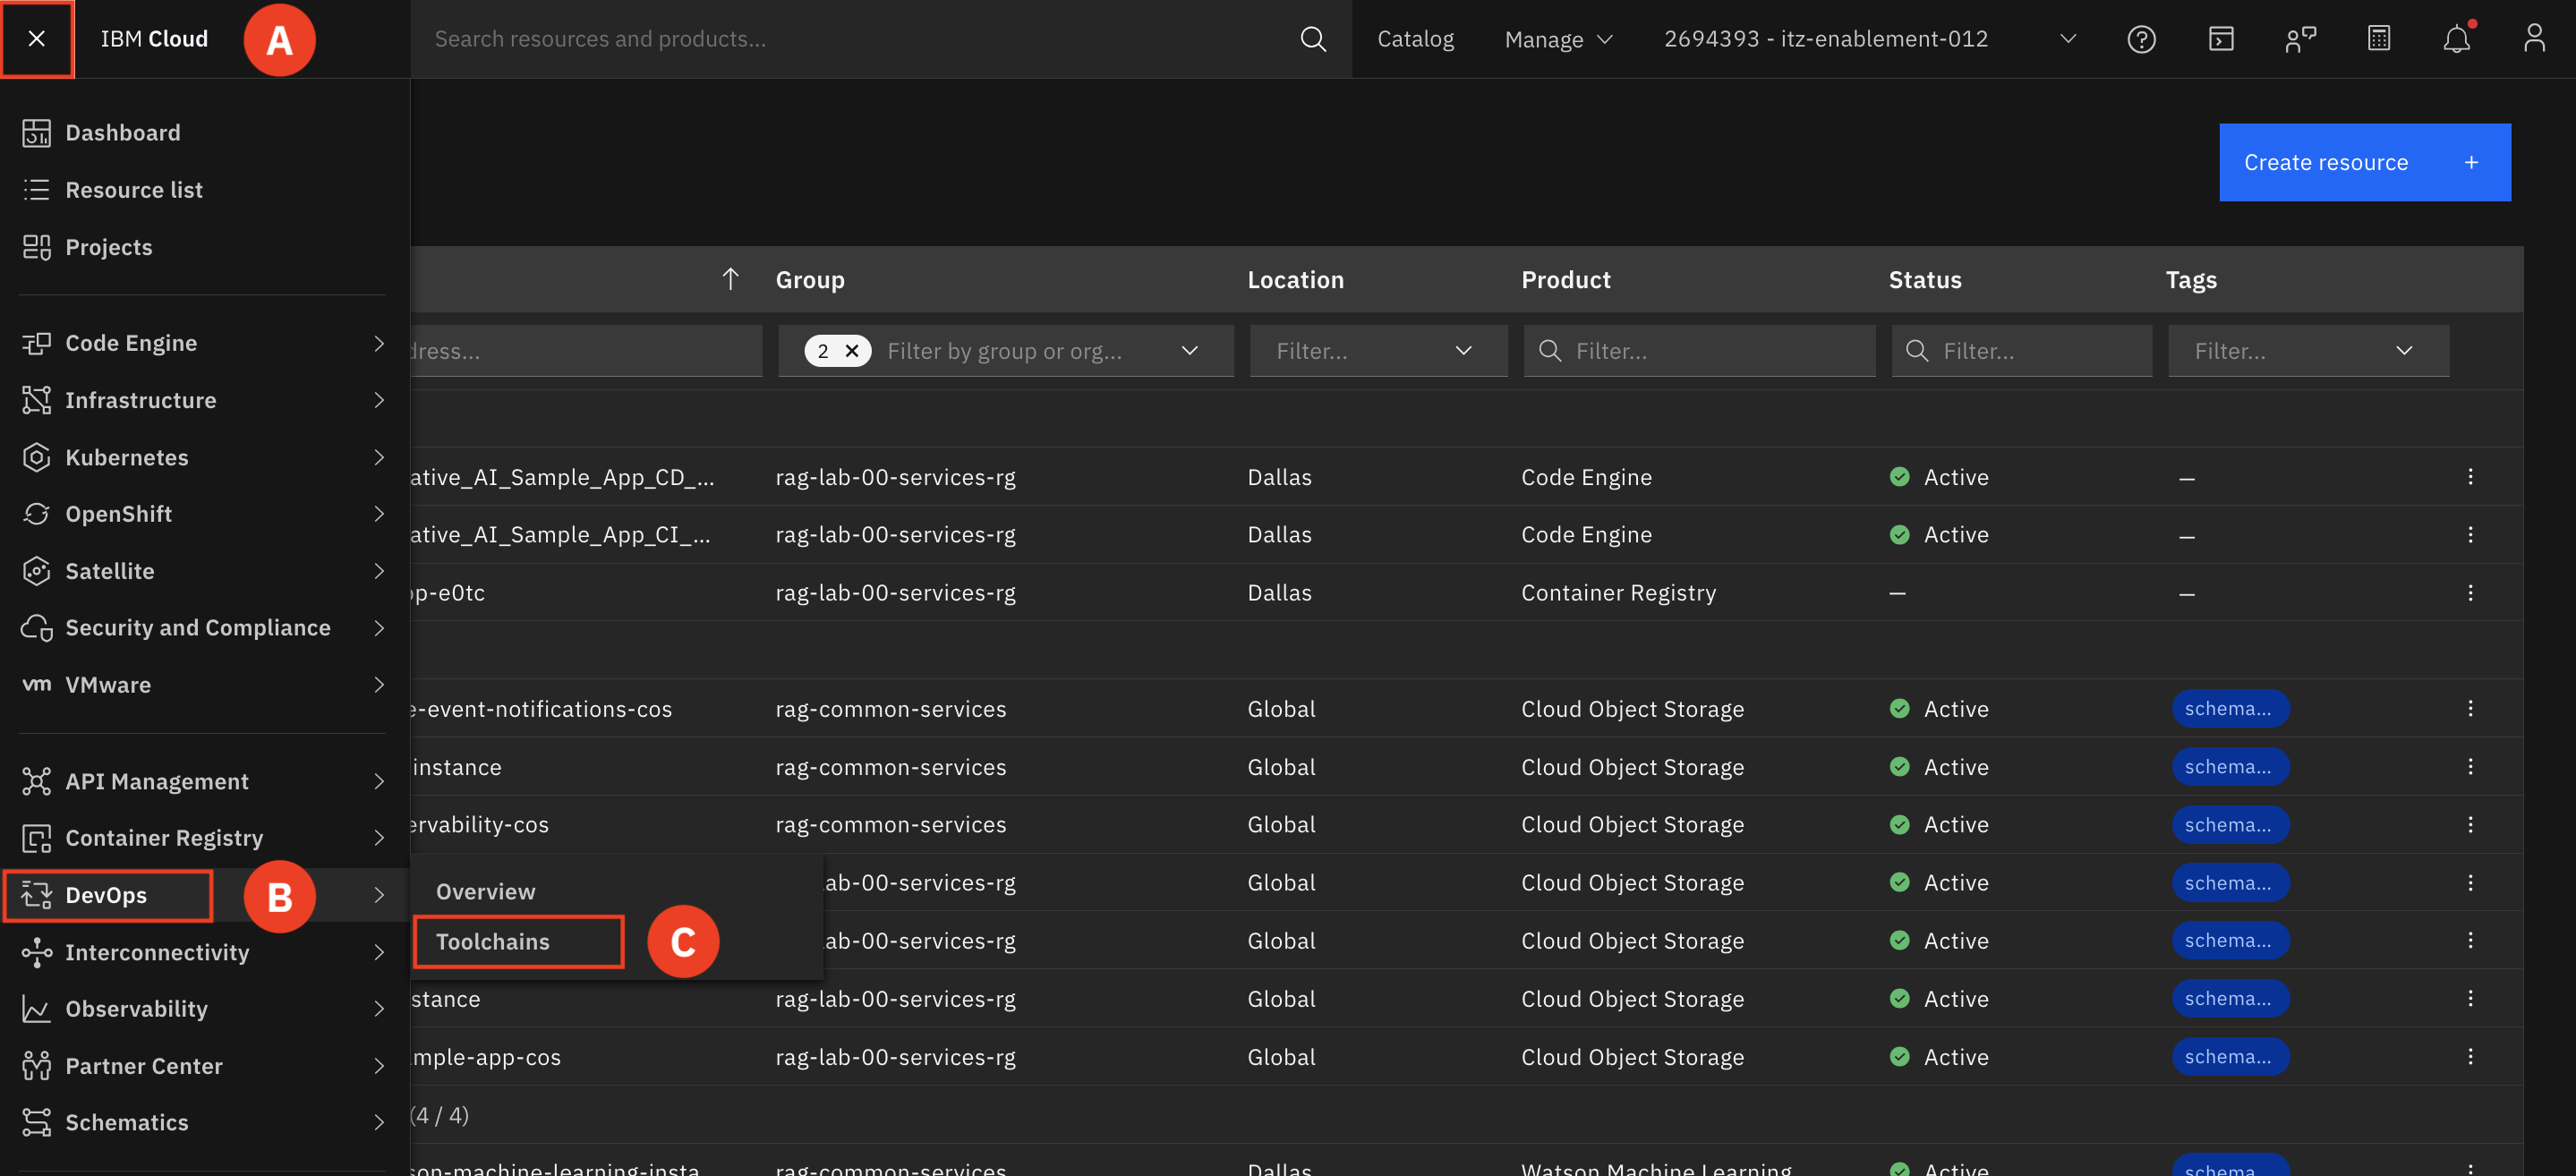 IBM Cloud
A
Search resources and products...
Catalog
Manage
2694393 - itz-enablement-012
Dashboard
Resource list
Projects
Code Engine
Infrastructure
Kubernetes
OpenShift
Satellite
Security and Compliance
vm VMware
API Management
Container Registry
DevOps
B
Interconnectivity
Observability
Partner Center
Schematics
Overview
Toolchains
C
Create resource +
Group Location Product Status Tags
dress... 2 Filter by group or org... Filter... Filter... Filter... Filter...
ative_AI_Sample_App_CD_... rag-lab-00-services-rg Dallas Code Engine Active –
ative_AI_Sample_App_CI_... rag-lab-00-services-rg Dallas Code Engine Active –
op-e0tc rag-lab-00-services-rg Dallas Container Registry – –
e-event-notifications-cos rag-common-services Global Cloud Object Storage Active schema...
instance rag-common-services Global Cloud Object Storage Active schema...
ervability-cos rag-common-services Global Cloud Object Storage Active schema...
lab-00-services-rg Global Cloud Object Storage Active schema...
lab-00-services-rg Global Cloud Object Storage Active schema...
stance rag-lab-00-services-rg Global Cloud Object Storage Active schema...
mple-app-cos rag-lab-00-services-rg Global Cloud Object Storage Active schema...
(4 / 4)
son-machine-learning-insta rag-common-services Dallas Watson Machine Learning Active schema